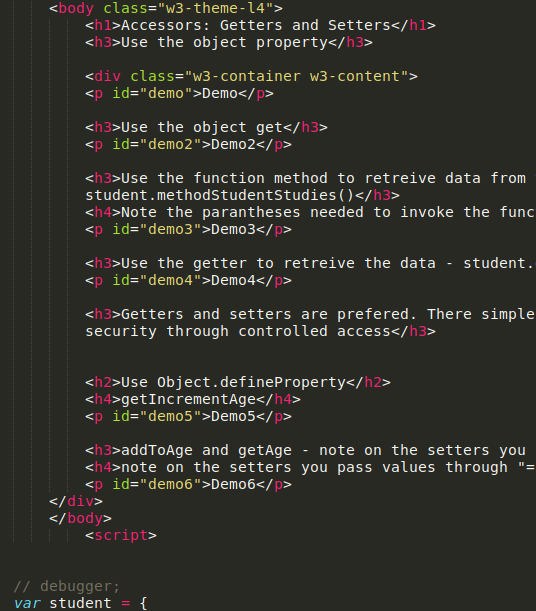 <body class="w3-theme-l4">
<h1>Accessors: Getters and Setters</h1>
<h3>Use the object property</h3>
<div class="w3-container w3-content">
<p id="demo">Demo</p>
<h3>Use the object get</h3>
<p id="demo2">Demo2</p>
<h3>Use the function method to retreive data from
student.methodStudentStudies()</h3>
<h4>Note the parantheses needed to invoke the func
<p id="demo3">Demo3</p>
<h3>Use the getter to retreive the data - student.
<p id="demo4">Demo4</p>
<h3>Getters and setters are prefered. There simple
security through controlled access</h3>
<h2>Use Object.defineProperty</h2>
<h4>getIncrementAge</h4>
<p id="demo5">Demo5</p>
<h3>addToAge and getAge - note on the setters you
<h4>note on the setters you pass values through "=
<p id="demo6">Demo6</p>
</div>
</body>
<script>
// debugger;
var student = {